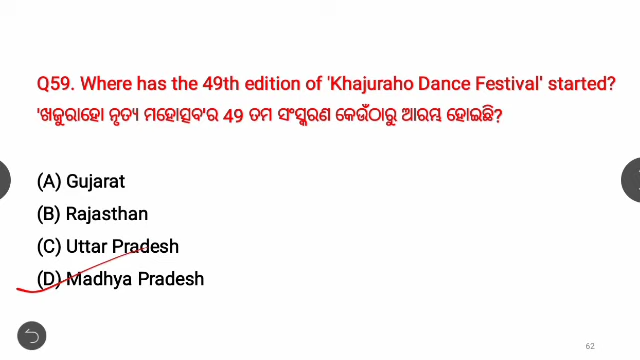 Q59. Where has the 49th edition of 'Khajuraho Dance Festival' started?
'ଖଜୁରାହୋ ନୃତ୍ୟ ମହୋତ୍ସବ'ର 49 ତମ ସଂସ୍କରଣ କେଉଁଠାରୁ ଆରମ୍ଭ ହୋଇଛି?
(A) Gujarat
(B) Rajasthan
(C) Uttar Pradesh
(D) Madhya Pradesh
62